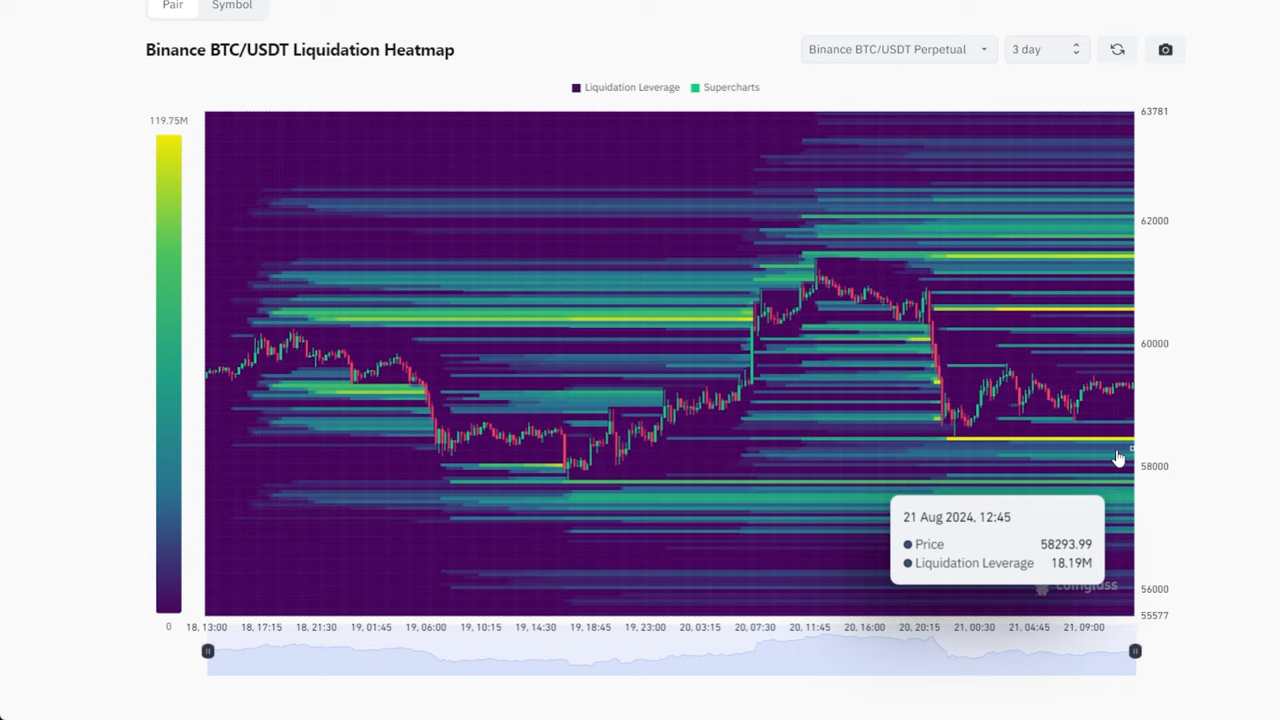 Pair Symbol
Binance BTC/USDT Liquidation Heatmap
Binance BTC/USDT Perpetual 3 day
Liquidation Leverage Supercharts
119.75M
63781
62000
60000
58000
21 Aug 2024, 12:45
Price 58293.99
Liquidation Leverage 18.19M
coinglass
56000
55577
0
18, 13:00 18, 17:15 18, 21:30 19, 01:45 19, 06:00 19, 10:15 19, 14:30 19, 18:45 19, 23:00 20, 03:15 20, 07:30 20, 11:45 20, 16:00 20, 20:15 21, 00:30 21, 04:45 21, 09:00